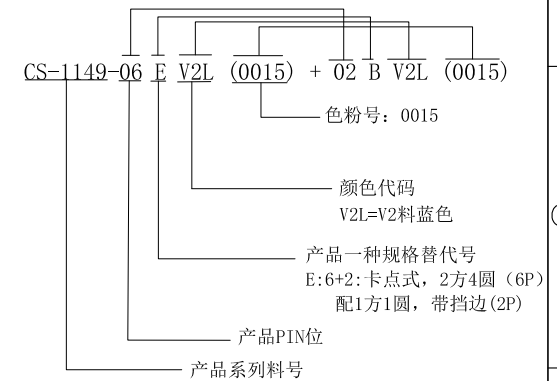 CS-1149-06 E V2L (0015) + 02 B V2L (0015)
色粉号：0015
颜色代码
V2L=V2料蓝色
产品一种规格替代号
E:6+2:卡点式，2方4圆（6P）
配1方1圆，带挡边(2P)
产品PIN位
产品系列料号